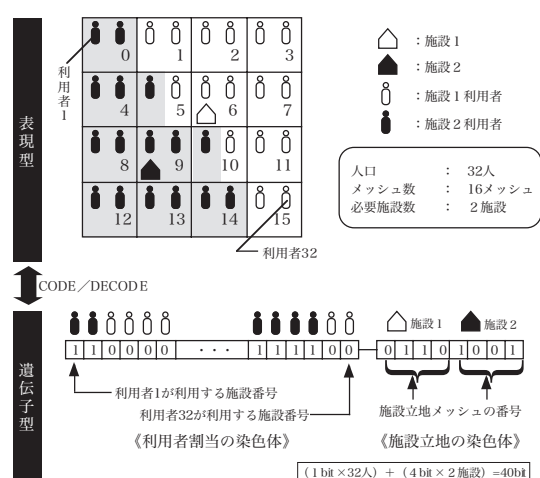 表現型
利用者1
0 1 2 3
4 5 6 7
8 9 10 11
12 13 14 15
利用者32
：施設1
：施設2
：施設1利用者
：施設2利用者
人口 ： 32人
メッシュ数 ： 16メッシュ
必要施設数 ： 2施設
CODE／DECODE
遺伝子型
施設1 施設2
1 1 0 0 0 0 ・・・ 1 1 1 1 0 0 0 1 1 0 1 0 0 1
利用者1が利用する施設番号
利用者32が利用する施設番号
施設立地メッシュの番号
《利用者割当の染色体》 《施設立地の染色体》
（1bit×32人）＋（4bit×2施設）=40bit